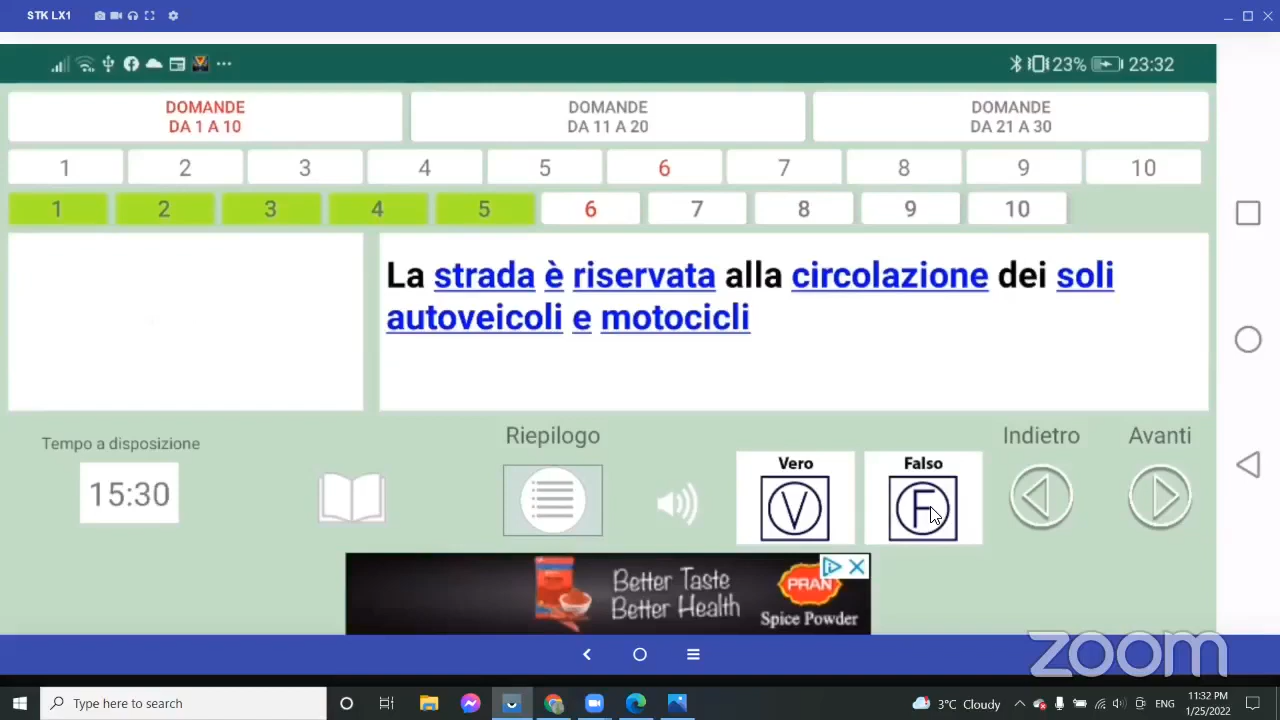 STK LX1
23% 23:32
DOMANDE
DA 1 A 10
DOMANDE
DA 11 A 20
DOMANDE
DA 21 A 30
1 2 3 4 5 6 7 8 9 10
1 2 3 4 5 6 7 8 9 10
La strada è riservata alla circolazione dei soli
autoveicoli e motocicli
Tempo a disposizione
15:30
Riepilogo
Vero
V
Falso
F
Indietro
Avanti
Better Taste
Better Health
PRAN
Spice Powder
zoom
Type here to search
3°C Cloudy
ENG
11:32 PM
1/25/2022